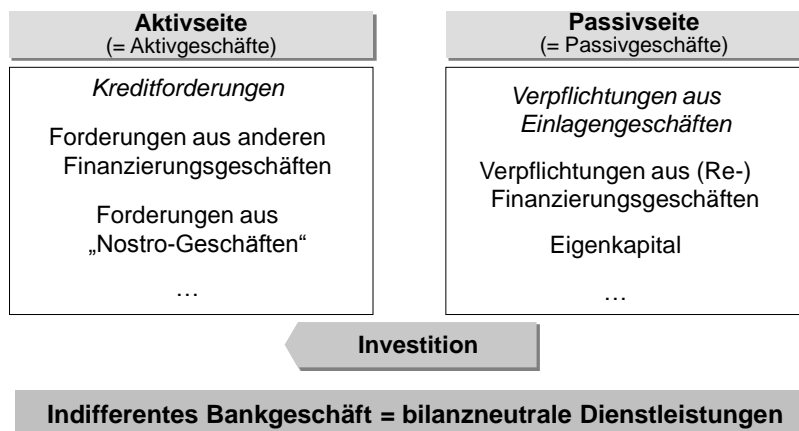 Aktivseite
(= Aktivgeschäfte)
Kreditforderungen
Forderungen aus anderen
Finanzierungsgeschäften
Forderungen aus
„Nostro-Geschäften“
…
Passivseite
(= Passivgeschäfte)
Verpflichtungen aus
Einlagengeschäften
Verpflichtungen aus (Re-)
Finanzierungsgeschäften
Eigenkapital
…
Investition
Indifferentes Bankgeschäft = bilanzneutrale Dienstleistungen